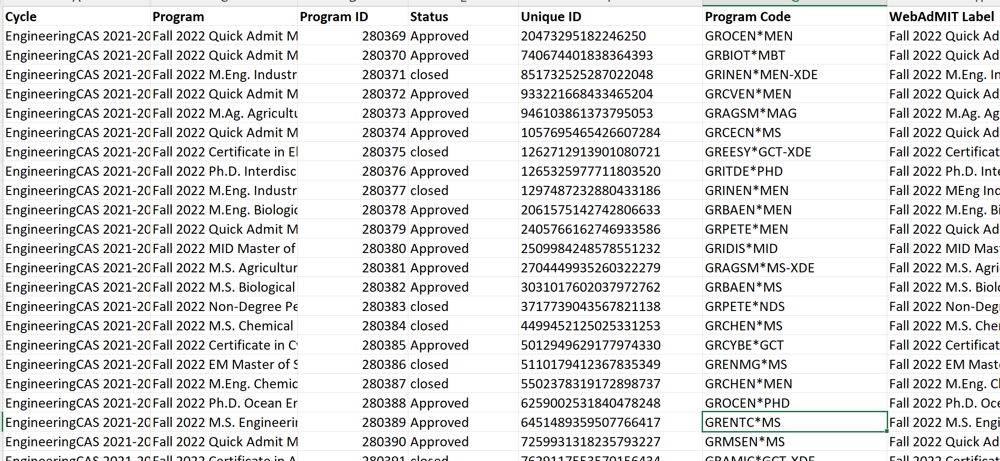 Cycle Program Program ID Status Unique ID Program Code WebAdMIT Label
EngineeringCAS 2021-20 Fall 2022 Quick Admit M 280369 Approved 20473295182246250 GROCEN*MEN Fall 2022 Quick Ad
EngineeringCAS 2021-20 Fall 2022 Quick Admit M 280370 Approved 740674401838364393 GRBIOT*MBT Fall 2022 Quick Ad
EngineeringCAS 2021-20 Fall 2022 M.Eng. Industr 280371 closed 851732525287022048 GRINEN*MEN-XDE Fall 2022 M.Eng. In
EngineeringCAS 2021-20 Fall 2022 Quick Admit M 280372 Approved 933221668433465204 GRCVEN*MEN Fall 2022 Quick Ad
EngineeringCAS 2021-20 Fall 2022 M.Ag. Agricultu 280373 Approved 946103861373795053 GRAGSM*MAG Fall 2022 M.Ag. Ag
EngineeringCAS 2021-20 Fall 2022 Quick Admit M 280374 Approved 1057695465426607284 GRCECN*MS Fall 2022 Quick Ad
EngineeringCAS 2021-20 Fall 2022 Certificate in El 280375 closed 1262712913901080721 GREESY*GCT-XDE Fall 2022 Certificat
EngineeringCAS 2021-20 Fall 2022 Ph.D. Interdisc 280376 Approved 1265325977711803520 GRITDE*PHD Fall 2022 Ph.D. Inte
EngineeringCAS 2021-20 Fall 2022 M.Eng. Industr 280377 closed 1297487232880433186 GRINEN*MEN Fall 2022 MEng Ind
EngineeringCAS 2021-20 Fall 2022 M.Eng. Biologic 280378 Approved 2061575142742806633 GRBAEN*MEN Fall 2022 M.Eng. Bi
EngineeringCAS 2021-20 Fall 2022 Quick Admit M 280379 Approved 2405766162746933586 GRPETE*MEN Fall 2022 Quick Ad
EngineeringCAS 2021-20 Fall 2022 MID Master of 280380 Approved 2509984248578551232 GRIDIS*MID Fall 2022 MID Mast
EngineeringCAS 2021-20 Fall 2022 M.S. Agricultur 280381 Approved 2704449935260322279 GRAGSM*MS-XDE Fall 2022 M.S. Agri
EngineeringCAS 2021-20 Fall 2022 M.S. Biological 280382 Approved 3031017602037972762 GRBAEN*MS Fall 2022 M.S. Biolo
EngineeringCAS 2021-20 Fall 2022 Non-Degree Pe 280383 closed 3717739043567821138 GRPETE*NDS Fall 2022 Non-Degr
EngineeringCAS 2021-20 Fall 2022 M.S. Chemical 280384 closed 4499452125025331253 GRCHEN*MS Fall 2022 M.S. Cher
EngineeringCAS 2021-20 Fall 2022 Certificate in Cy 280385 Approved 5012949629177974330 GRCYBE*GCT Fall 2022 Certificat
EngineeringCAS 2021-20 Fall 2022 EM Master of S 280386 closed 5110179412367835349 GRENMG*MS Fall 2022 EM Maste
EngineeringCAS 2021-20 Fall 2022 M.Eng. Chemic 280387 closed 5502378319172898737 GRCHEN*MEN Fall 2022 M.Eng. Cl
EngineeringCAS 2021-20 Fall 2022 Ph.D. Ocean En 280388 Approved 6259002531840478248 GROCEN*PHD Fall 2022 Ph.D. Oce
EngineeringCAS 2021-20 Fall 2022 M.S. Engineerin 280389 Approved 6451489359507766417 GRENTC*MS Fall 2022 M.S. Engi
EngineeringCAS 2021-20 Fall 2022 Quick Admit M 280390 Approved 7259931318235793227 GRMSEN*MS Fall 2022 Quick Ad
EngineeringCAS 2021-20 Fall 2022 Certificate in A 280391 closed